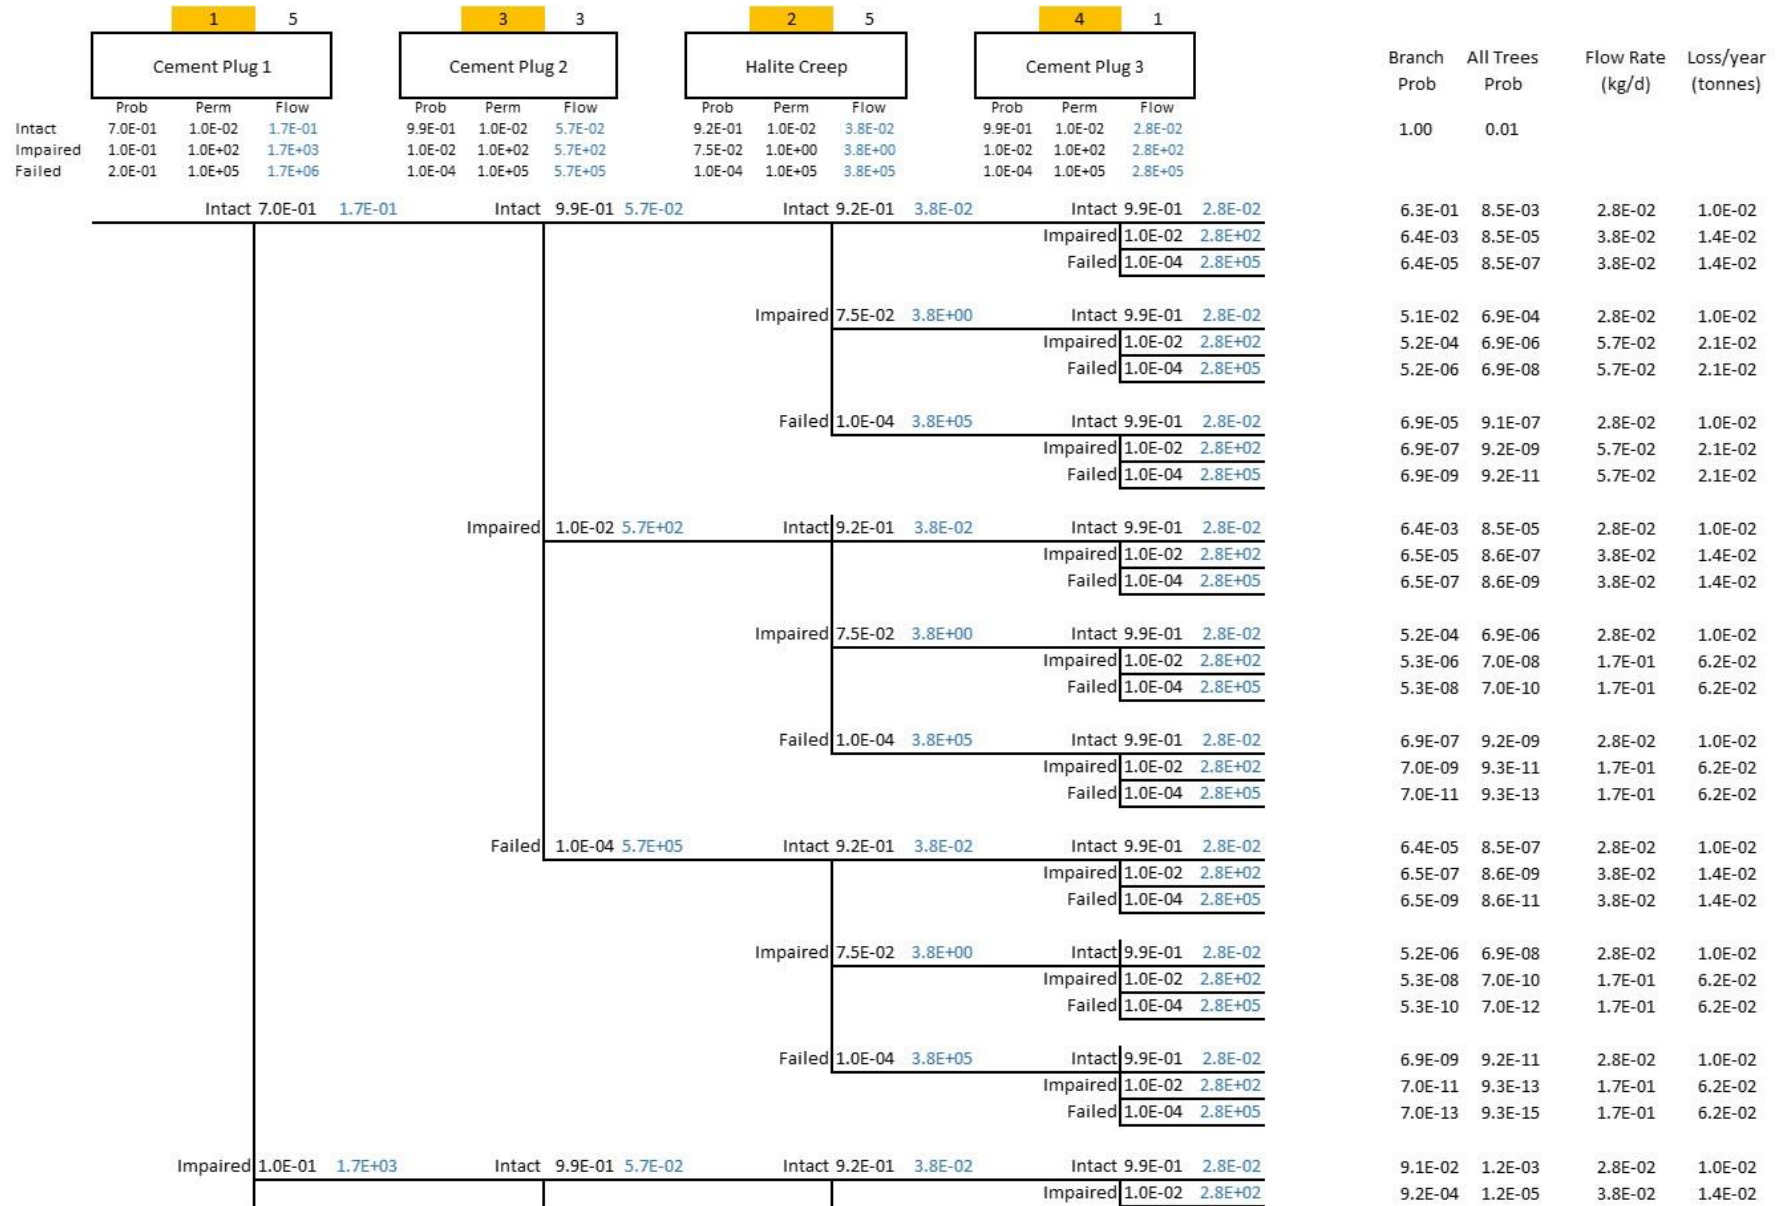 1 5 3 3 2 5 4 1
Cement Plug 1 Cement Plug 2 Halite Creep Cement Plug 3 Branch All Trees Flow Rate Loss/year
Prob Prob (kg/d) (tonnes)
Prob Perm Flow Prob Perm Flow Prob Perm Flow Prob Perm Flow
Intact 7.0E-01 1.0E-02 1.7E-01 9.9E-01 1.0E-02 5.7E-02 9.2E-01 1.0E-02 3.8E-02 9.9E-01 1.0E-02 2.8E-02 1.00 0.01
Impaired 1.0E-01 1.0E+02 1.7E+03 1.0E-02 1.0E+02 5.7E+02 7.5E-02 1.0E+00 3.8E+00 1.0E-02 1.0E+02 2.8E+02
Failed 2.0E-01 1.0E+05 1.7E+06 1.0E-04 1.0E+05 5.7E+05 1.0E-04 1.0E+05 3.8E+05 1.0E-04 1.0E+05 2.8E+05
Intact 7.0E-01 1.7E-01 Intact 9.9E-01 5.7E-02 Intact 9.2E-01 3.8E-02 Intact 9.9E-01 2.8E-02 6.3E-01 8.5E-03 2.8E-02 1.0E-02
Impaired 1.0E-02 2.8E+02 6.4E-03 8.5E-05 3.8E-02 1.4E-02
Failed 1.0E-04 2.8E+05 6.4E-05 8.5E-07 3.8E-02 1.4E-02
Impaired 7.5E-02 3.8E+00 Intact 9.9E-01 2.8E-02 5.1E-02 6.9E-04 2.8E-02 1.0E-02
Impaired 1.0E-02 2.8E+02 5.2E-04 6.9E-06 5.7E-02 2.1E-02
Failed 1.0E-04 2.8E+05 5.2E-06 6.9E-08 5.7E-02 2.1E-02
Failed 1.0E-04 3.8E+05 Intact 9.9E-01 2.8E-02 6.9E-05 9.1E-07 2.8E-02 1.0E-02
Impaired 1.0E-02 2.8E+02 6.9E-07 9.2E-09 5.7E-02 2.1E-02
Failed 1.0E-04 2.8E+05 6.9E-09 9.2E-11 5.7E-02 2.1E-02
Impaired 1.0E-02 5.7E+02 Intact 9.2E-01 3.8E-02 Intact 9.9E-01 2.8E-02 6.4E-03 8.5E-05 2.8E-02 1.0E-02
Impaired 1.0E-02 2.8E+02 6.5E-05 8.6E-07 3.8E-02 1.4E-02
Failed 1.0E-04 2.8E+05 6.5E-07 8.6E-09 3.8E-02 1.4E-02
Impaired 7.5E-02 3.8E+00 Intact 9.9E-01 2.8E-02 5.2E-04 6.9E-06 2.8E-02 1.0E-02
Impaired 1.0E-02 2.8E+02 5.3E-06 7.0E-08 1.7E-01 6.2E-02
Failed 1.0E-04 2.8E+05 5.3E-08 7.0E-10 1.7E-01 6.2E-02
Failed 1.0E-04 3.8E+05 Intact 9.9E-01 2.8E-02 6.9E-07 9.2E-09 2.8E-02 1.0E-02
Impaired 1.0E-02 2.8E+02 7.0E-09 9.3E-11 1.7E-01 6.2E-02
Failed 1.0E-04 2.8E+05 7.0E-11 9.3E-13 1.7E-01 6.2E-02
Failed 1.0E-04 5.7E+05 Intact 9.2E-01 3.8E-02 Intact 9.9E-01 2.8E-02 6.4E-05 8.5E-07 2.8E-02 1.0E-02
Impaired 1.0E-02 2.8E+02 6.5E-07 8.6E-09 3.8E-02 1.4E-02
Failed 1.0E-04 2.8E+05 6.5E-09 8.6E-11 3.8E-02 1.4E-02
Impaired 7.5E-02 3.8E+00 Intact 9.9E-01 2.8E-02 5.2E-06 6.9E-08 2.8E-02 1.0E-02
Impaired 1.0E-02 2.8E+02 5.3E-08 7.0E-10 1.7E-01 6.2E-02
Failed 1.0E-04 2.8E+05 5.3E-10 7.0E-12 1.7E-01 6.2E-02
Failed 1.0E-04 3.8E+05 Intact 9.9E-01 2.8E-02 6.9E-09 9.2E-11 2.8E-02 1.0E-02
Impaired 1.0E-02 2.8E+02 7.0E-11 9.3E-13 1.7E-01 6.2E-02
Failed 1.0E-04 2.8E+05 7.0E-13 9.3E-15 1.7E-01 6.2E-02
Impaired 1.0E-01 1.7E+03 Intact 9.9E-01 5.7E-02 Intact 9.2E-01 3.8E-02 Intact 9.9E-01 2.8E-02 9.1E-02 1.2E-03 2.8E-02 1.0E-02
Impaired 1.0E-02 2.8E+02 9.2E-04 1.2E-05 3.8E-02 1.4E-02